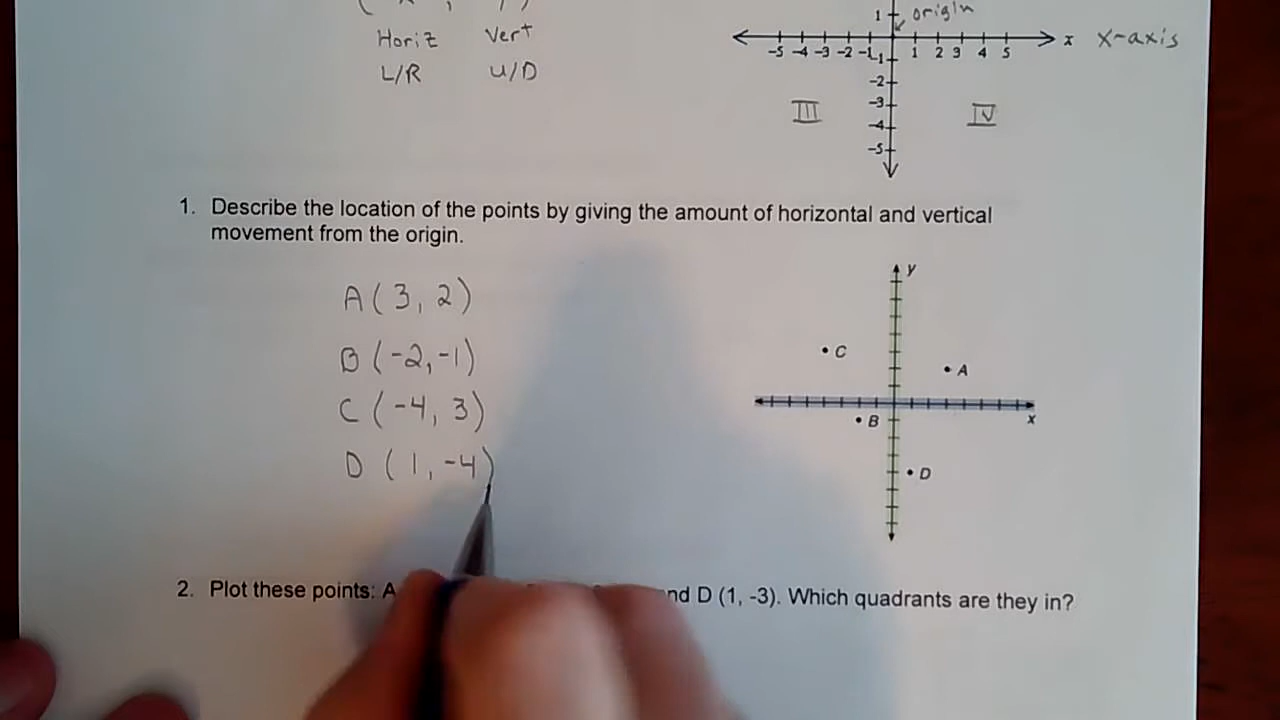 Horiz Vert
L/R U/D
1 origin
-5 -4 -3 -2 -1 1 2 3 4 5 x x-axis
-1
-2
-3
III IV
-4
-5
1. Describe the location of the points by giving the amount of horizontal and vertical
movement from the origin.
A (3, 2)
B (-2, -1)
C (-4, 3)
D (1, -4)
y
C
A
x
B
D
2. Plot these points: A nd D (1, -3). Which quadrants are they in?